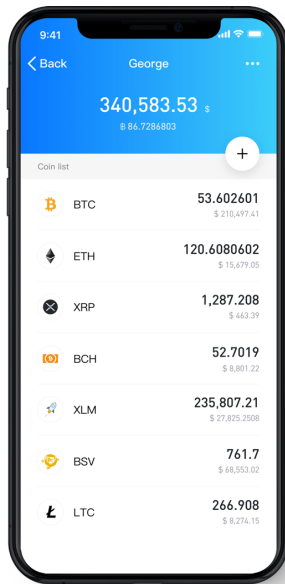 9:41
Back George ...
340,583.53 $
฿ 86.7286803
+
Coin list
BTC 53.602601
$ 210,497.41
ETH 120.6080602
$ 15,679.05
XRP 1,287.208
$ 463.39
BCH 52.7019
$ 8,801.22
XLM 235,807.21
$ 27,825.2508
BSV 761.7
$ 68,553.02
LTC 266.908
$ 8,274.15